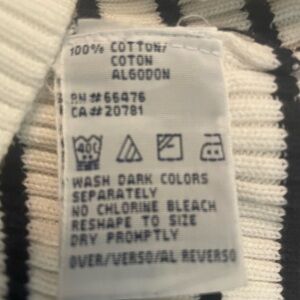 100% COTTON/
COTON
ALGODON
RN#66476
CA#20781
40C
WASH DARK COLORS
SEPARATELY
NO CHLORINE BLEACH
RESHAPE TO SIZE
DRY PROMPTLY
OVER/VERSO/AL REVERSO